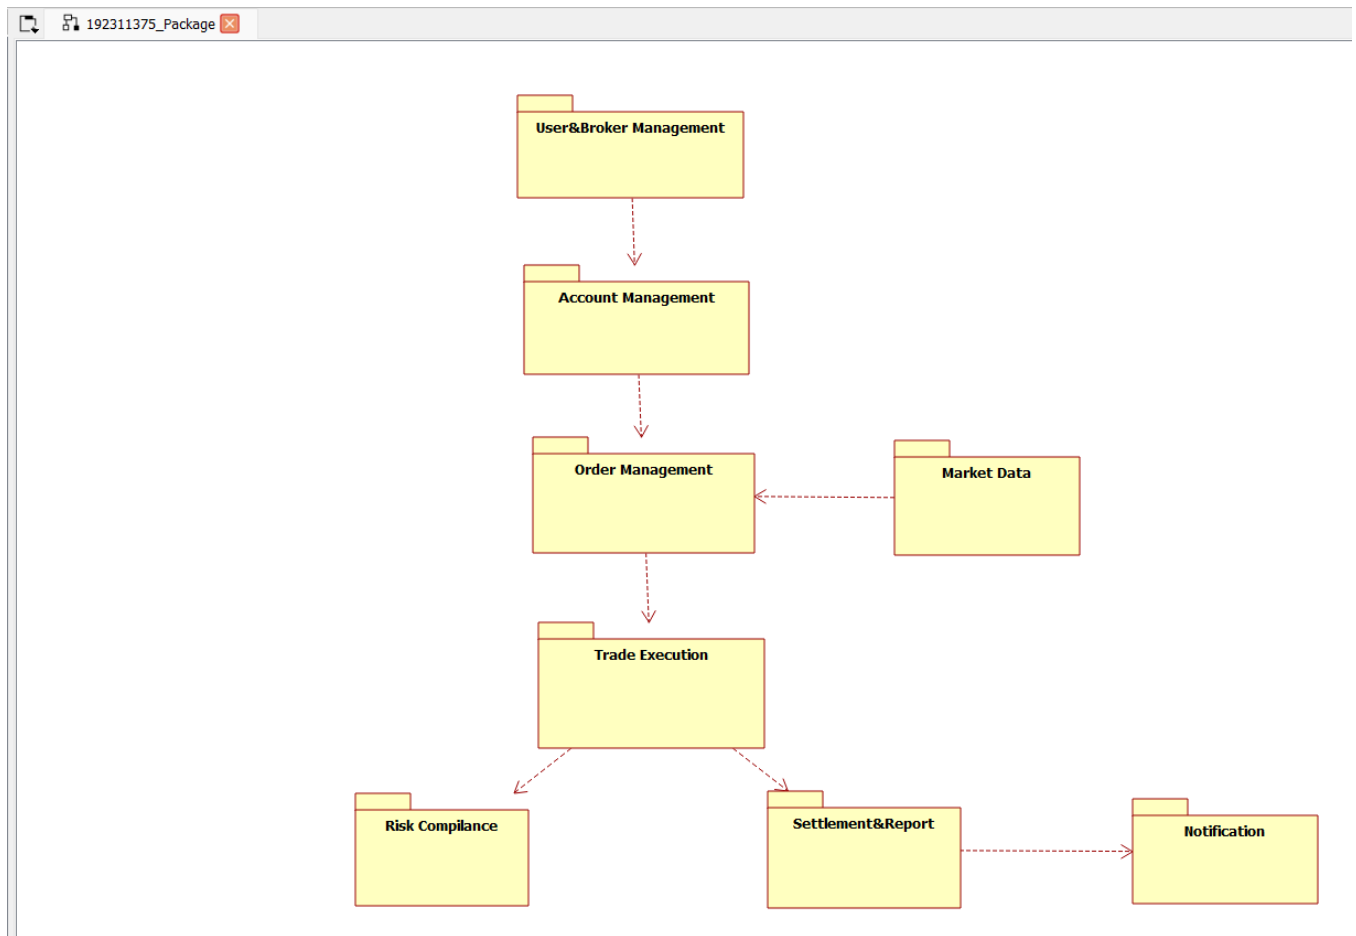 192311375_Package
User&Broker Management
Account Management
Order Management
Market Data
Trade Execution
Risk Compilance
Settlement&Report
Notification